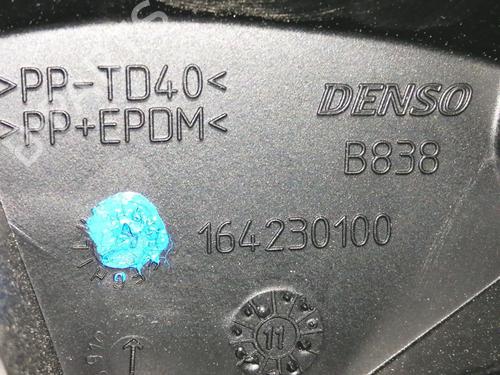 >PP-TD40<
>PP+EPDM<
DENSO
B838
164230100
11